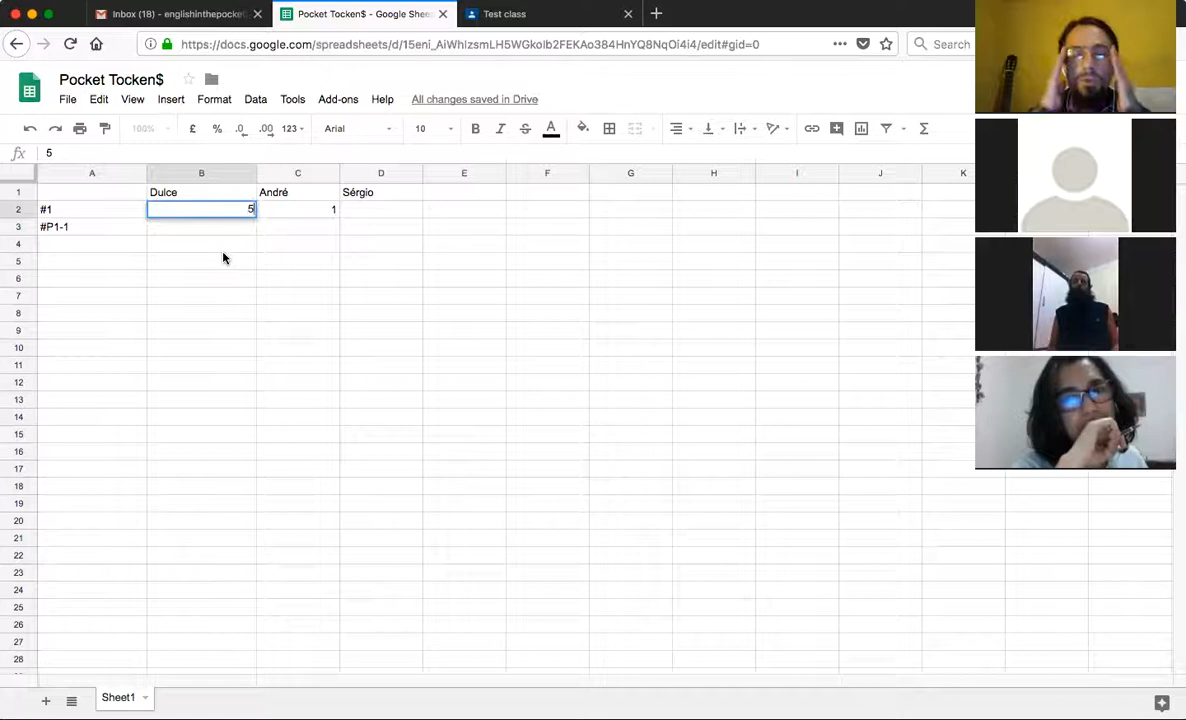 Inbox (18) - englishinthepocket
Pocket Tocken$ - Google Shee
Test class
https://docs.google.com/spreadsheets/d/15eni_AiWhIzsmLH5WGkoIb2FEKAo384HnYQ8NqOi4i4/edit#gid=0
Search
Pocket Tocken$
File Edit View Insert Format Data Tools Add-ons Help All changes saved in Drive
100% £ % .0 .00 123 Arial 10 B I S A Σ
fx 5
A B C D E F G H I J K
1 Dulce André Sérgio
2 #1 5 1
3 #P1-1
4
5
6
7
8
9
10
11
12
13
14
15
16
17
18
19
20
21
22
23
24
25
26
27
28
Sheet1